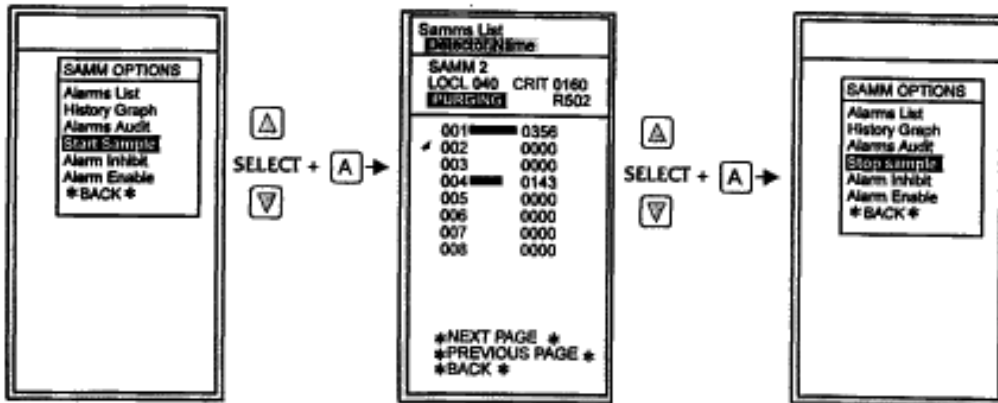 SAMM OPTIONS
Alarms List
History Graph
Alarms Audit
Start Sample
Alarm Inhibit
Alarm Enable
*BACK*
SELECT + A
Samms List
Detector Name
SAMM 2
LOCL 040 CRIT 0160
PURGING R502
001 0356
002 0000
003 0000
004 0143
005 0000
006 0000
007 0000
008 0000
*NEXT PAGE *
*PREVIOUS PAGE *
*BACK *
SELECT + A
SAMM OPTIONS
Alarms List
History Graph
Alarms Audit
Stop sample
Alarm Inhibit
Alarm Enable
*BACK*